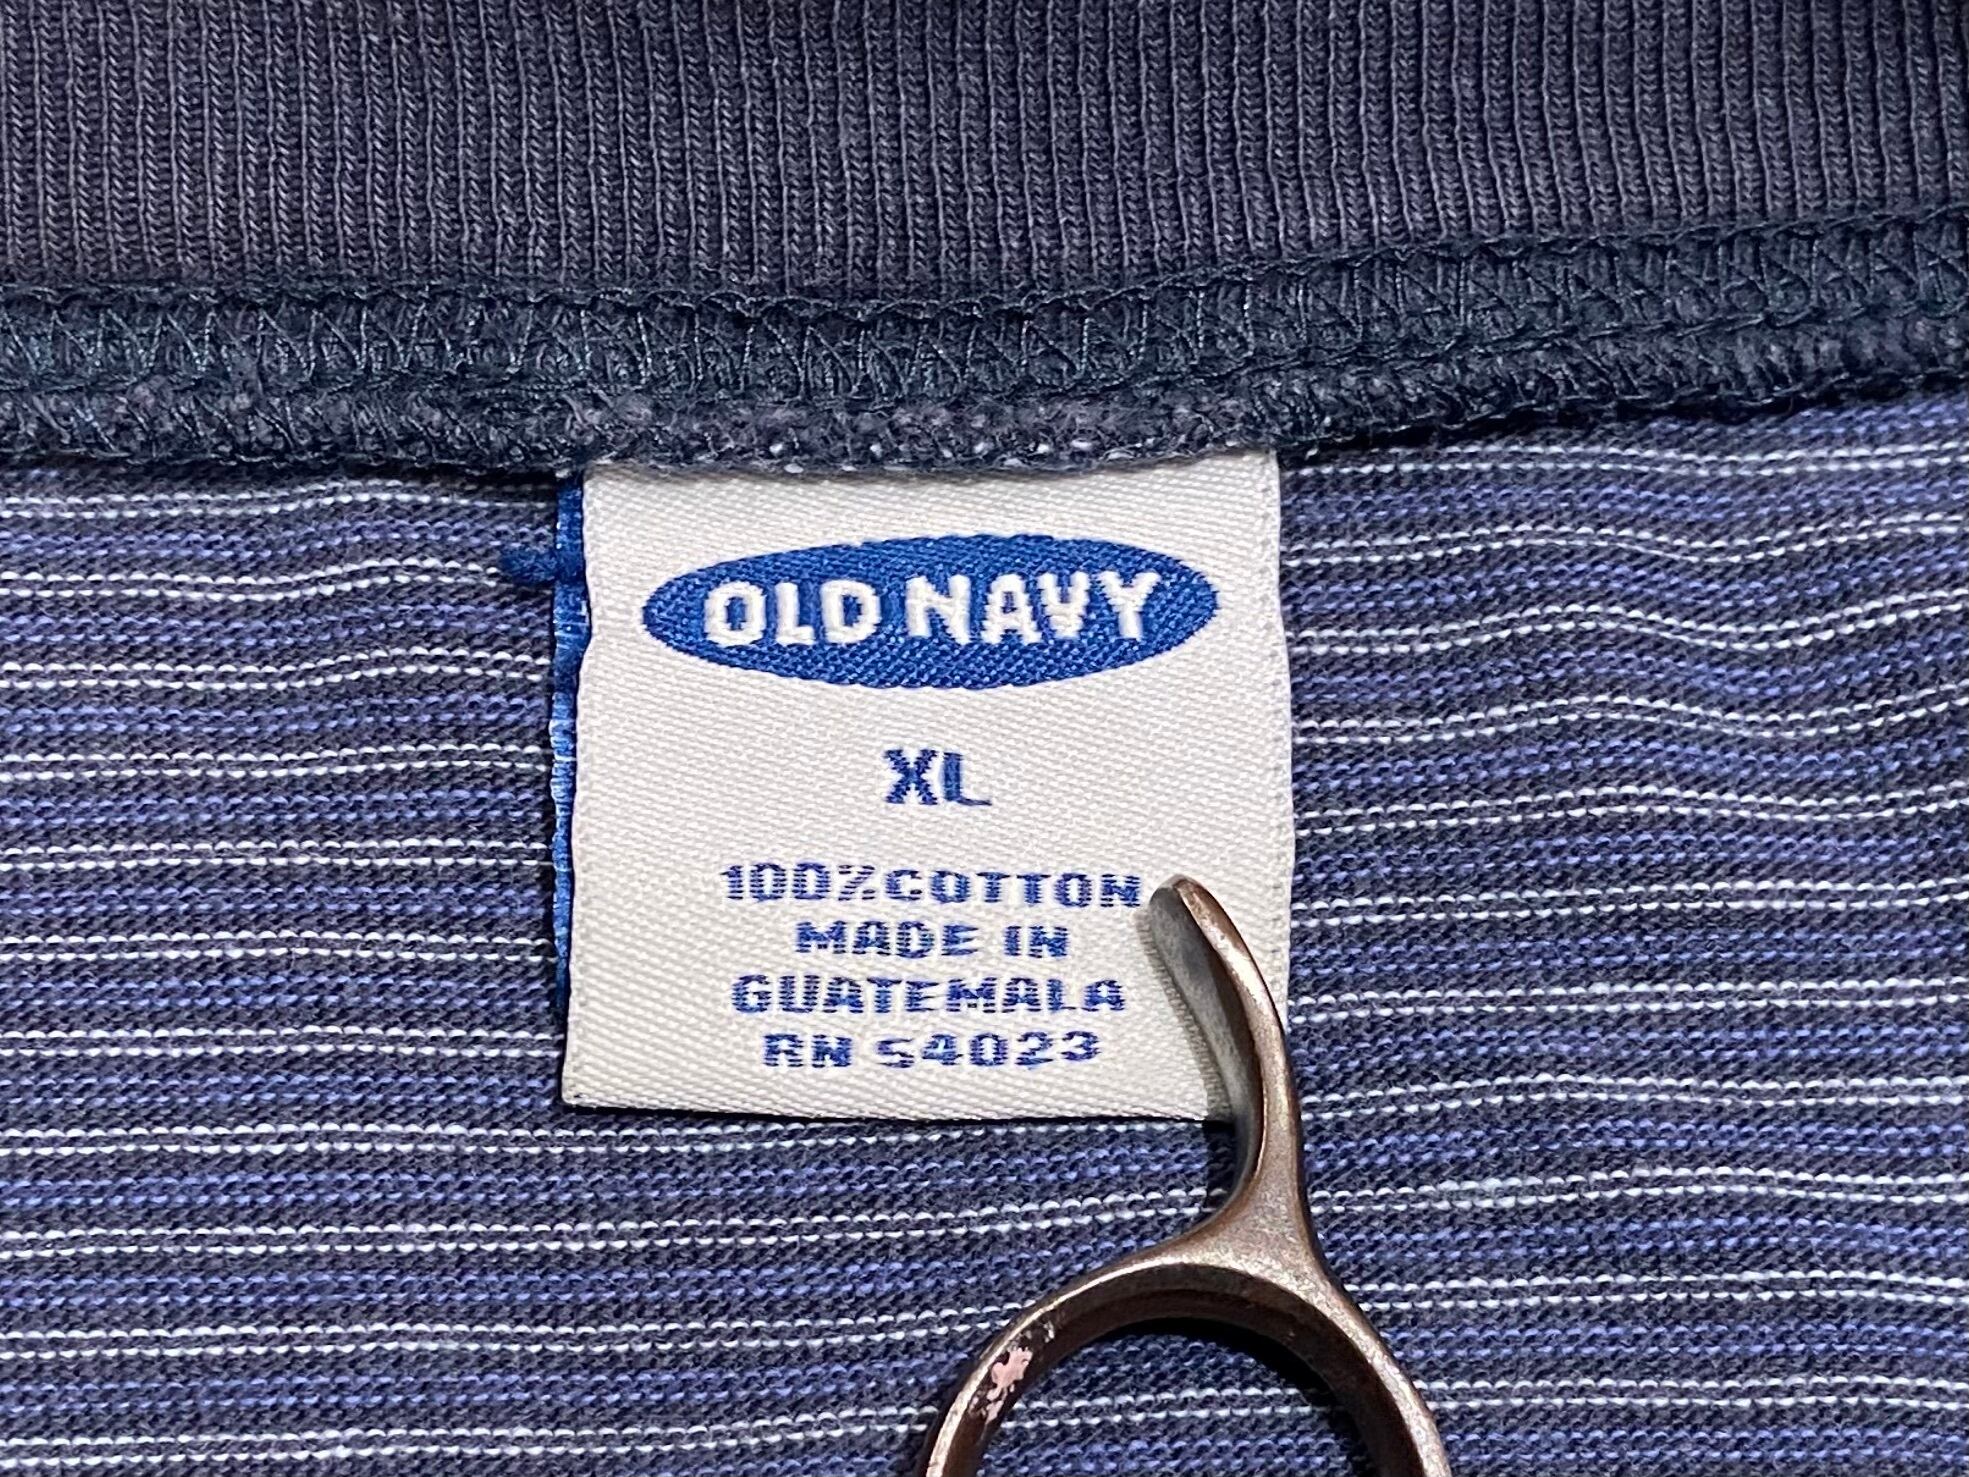 OLD NAVY
XL
100% COTTON
MADE IN
GUATEMALA
RN 54023